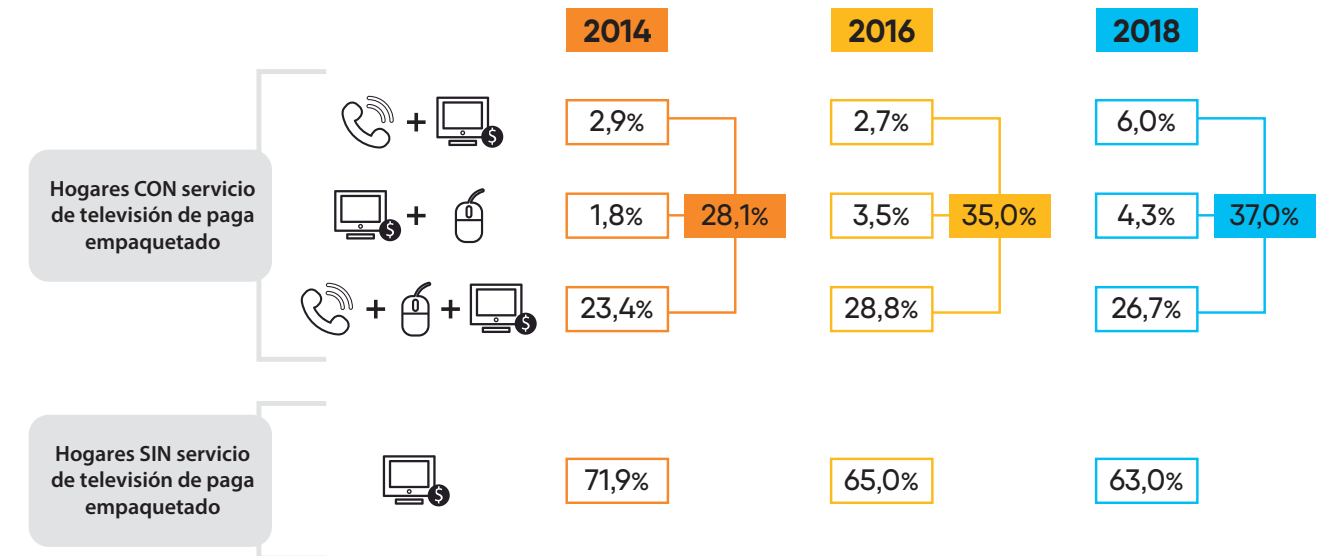 2014 2016 2018
2,9% 2,7% 6,0%
Hogares CON servicio
de televisión de paga
empaquetado
1,8% 28,1% 3,5% 35,0% 4,3% 37,0%
23,4% 28,8% 26,7%
Hogares SIN servicio
de televisión de paga
empaquetado
71,9% 65,0% 63,0%